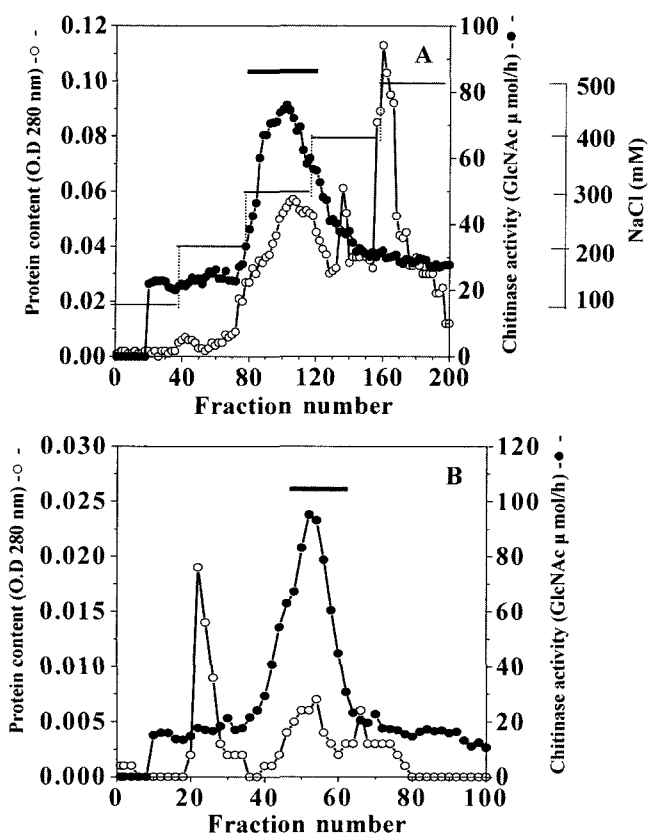 A
Protein content (O.D 280 nm) -○-
0.12
0.10
0.08
0.06
0.04
0.02
0.00
100
80
60
40
20
0
Chitinase activity (GlcNAc μ mol/h) -●-
500
400
300
200
100
NaCl (mM)
0 40 80 120 160 200
Fraction number
B
Protein content (O.D 280 nm) -○-
0.030
0.025
0.020
0.015
0.010
0.005
0.000
120
100
80
60
40
20
0
Chitinase activity (GlcNAc μ mol/h) -●-
0 20 40 60 80 100
Fraction number